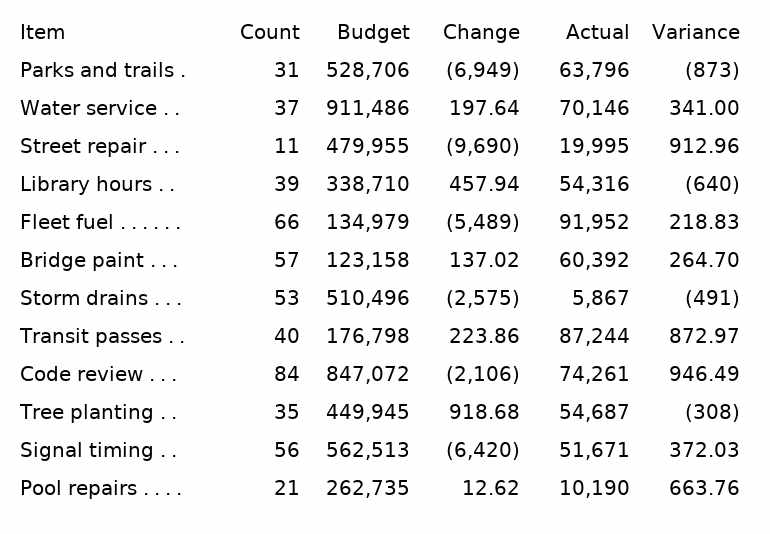 Item Count Budget Change Actual Variance
Parks and trails . 31 528,706 (6,949) 63,796 (873)
Water service . . 37 911,486 197.64 70,146 341.00
Street repair . . . 11 479,955 (9,690) 19,995 912.96
Library hours . . 39 338,710 457.94 54,316 (640)
Fleet fuel . . . . . . 66 134,979 (5,489) 91,952 218.83
Bridge paint . . . 57 123,158 137.02 60,392 264.70
Storm drains . . . 53 510,496 (2,575) 5,867 (491)
Transit passes . . 40 176,798 223.86 87,244 872.97
Code review . . . 84 847,072 (2,106) 74,261 946.49
Tree planting . . 35 449,945 918.68 54,687 (308)
Signal timing . . 56 562,513 (6,420) 51,671 372.03
Pool repairs . . . . 21 262,735 12.62 10,190 663.76